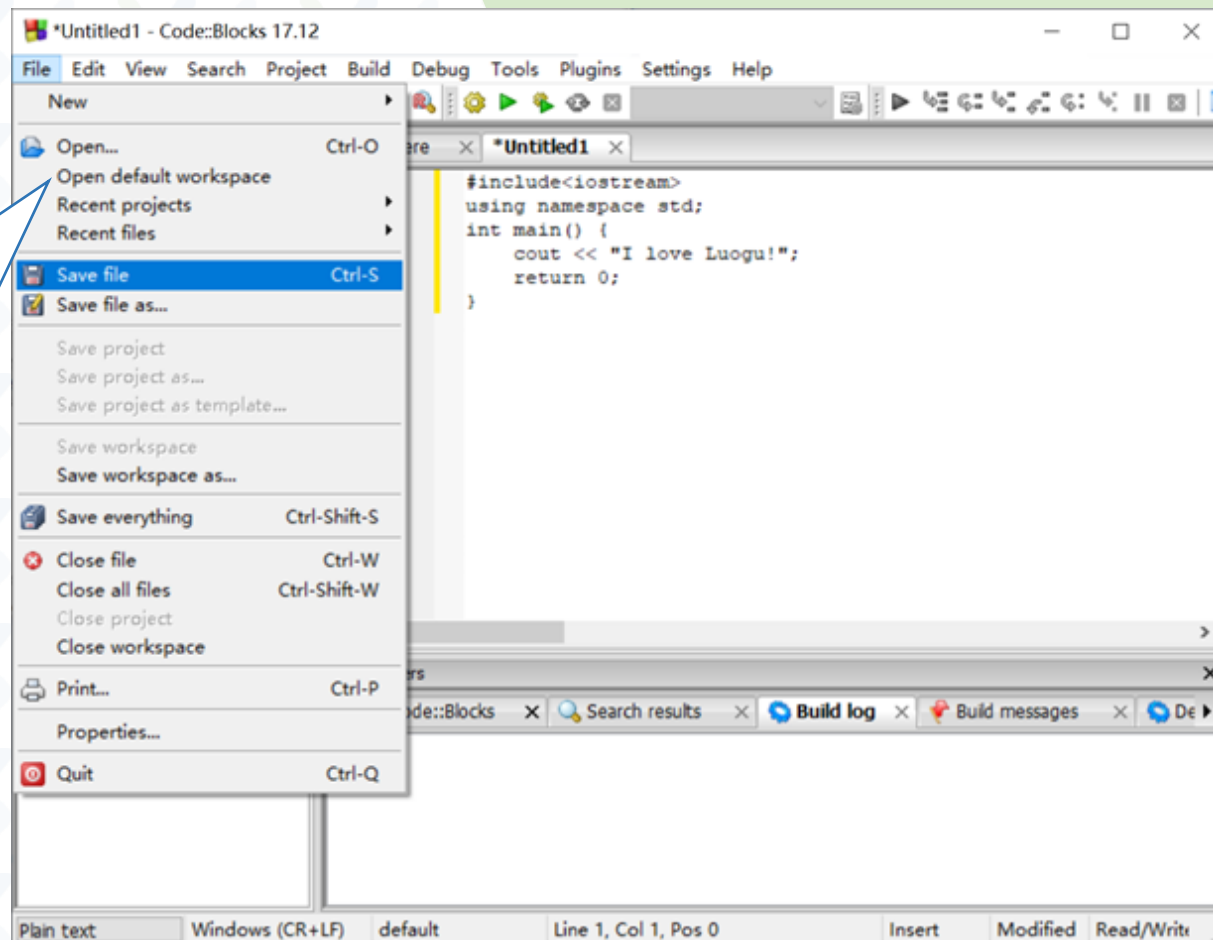 *Untitled1 - Code::Blocks 17.12
File Edit View Search Project Build Debug Tools Plugins Settings Help
New
Open... Ctrl-O
Open default workspace
Recent projects
Recent files
Save file Ctrl-S
Save file as...
Save project
Save project as...
Save project as template...
Save workspace
Save workspace as...
Save everything Ctrl-Shift-S
Close file Ctrl-W
Close all files Ctrl-Shift-W
Close project
Close workspace
Print... Ctrl-P
Properties...
Quit Ctrl-Q
*Untitled1
#include<iostream>
using namespace std;
int main() {
cout << "I love Luogu!";
return 0;
}
Search results Build log Build messages
Plain text Windows (CR+LF) default Line 1, Col 1, Pos 0 Insert Modified Read/Write